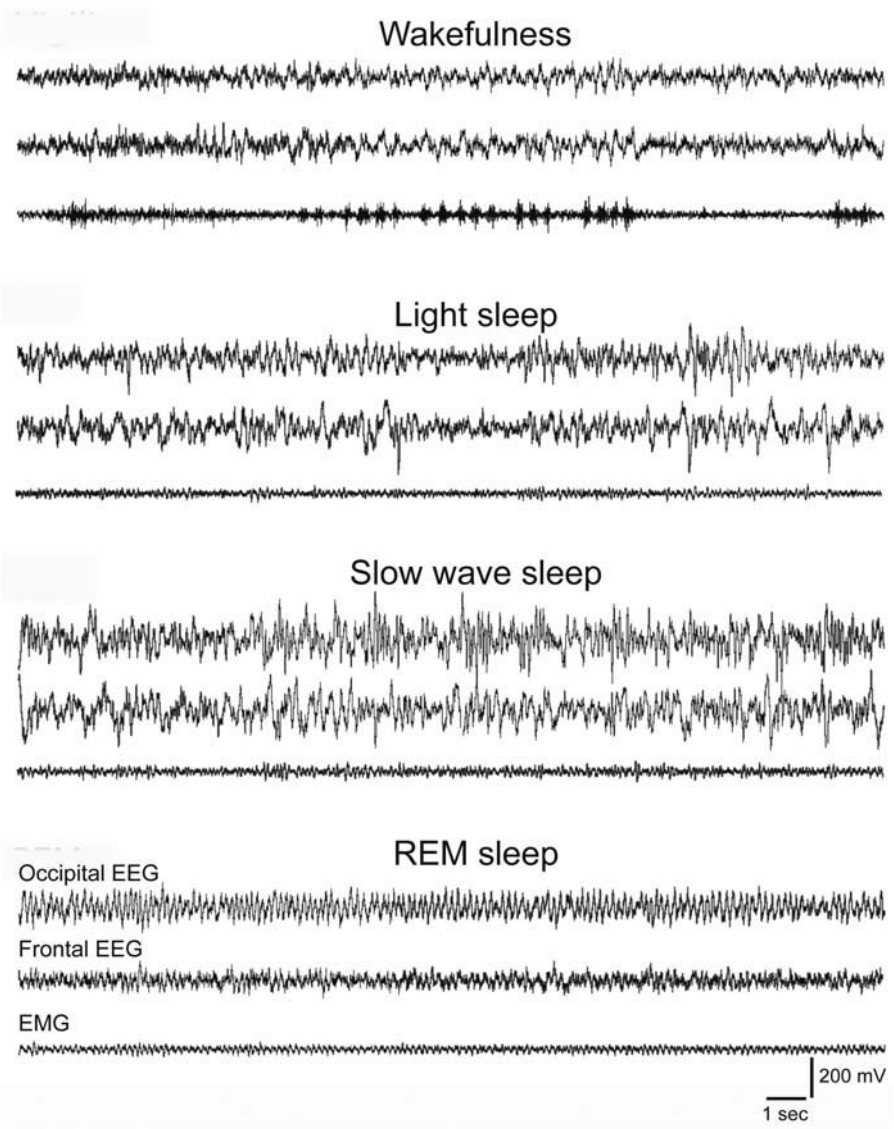 Wakefulness
Light sleep
Slow wave sleep
REM sleep
Occipital EEG
Frontal EEG
EMG
200 mV
1 sec